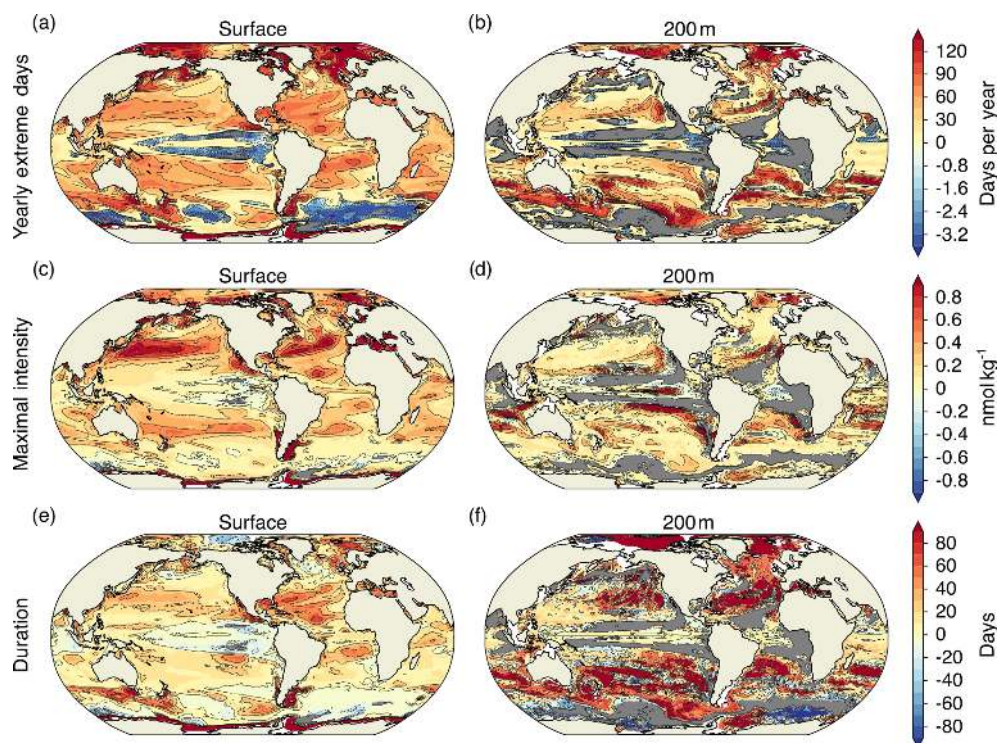 (a) Surface
(b) 200 m
Yearly extreme days
120
90
60
30
0
-0.8
-1.6
-2.4
-3.2
Days per year
(c) Surface
(d) 200 m
Maximal intensity
0.8
0.6
0.4
0.2
0
-0.2
-0.4
-0.6
-0.8
nmol kg⁻¹
(e) Surface
(f) 200 m
Duration
80
60
40
20
0
-20
-40
-60
-80
Days